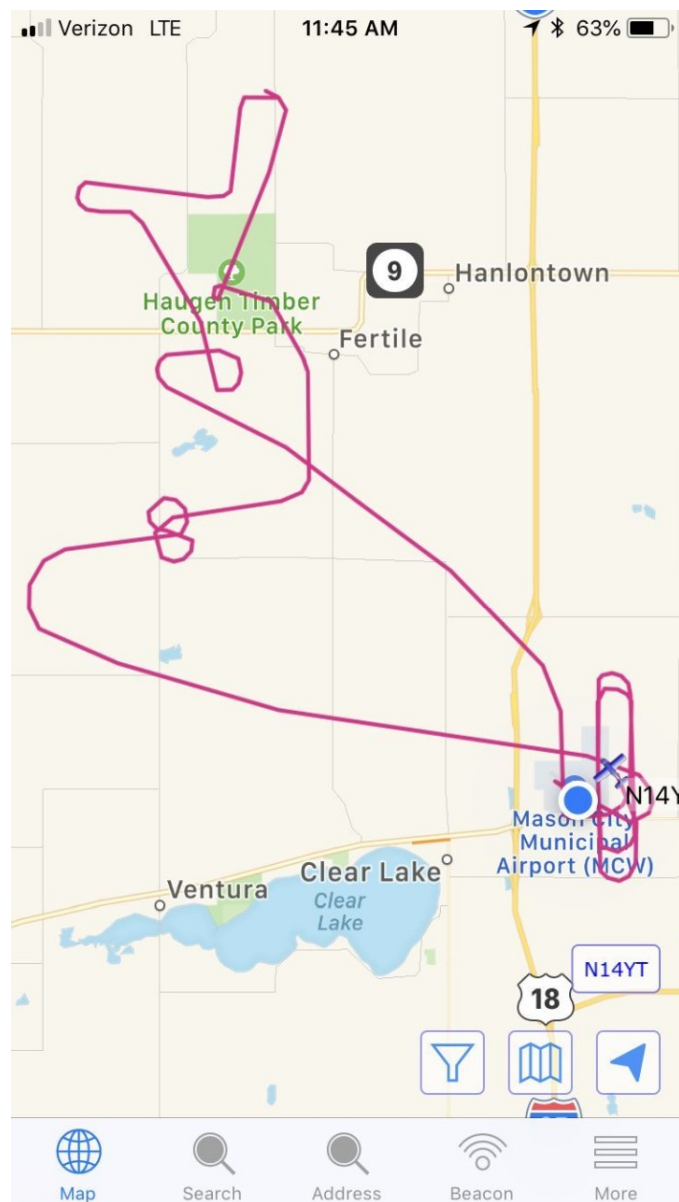 Verizon LTE 11:45 AM 63%
9
Hanlontown
Haugen Timber
County Park
Fertile
N14Y
Mason City
Municipal
Airport (MCW)
Clear Lake
Ventura
Clear
Lake
N14YT
18
Map Search Address Beacon More